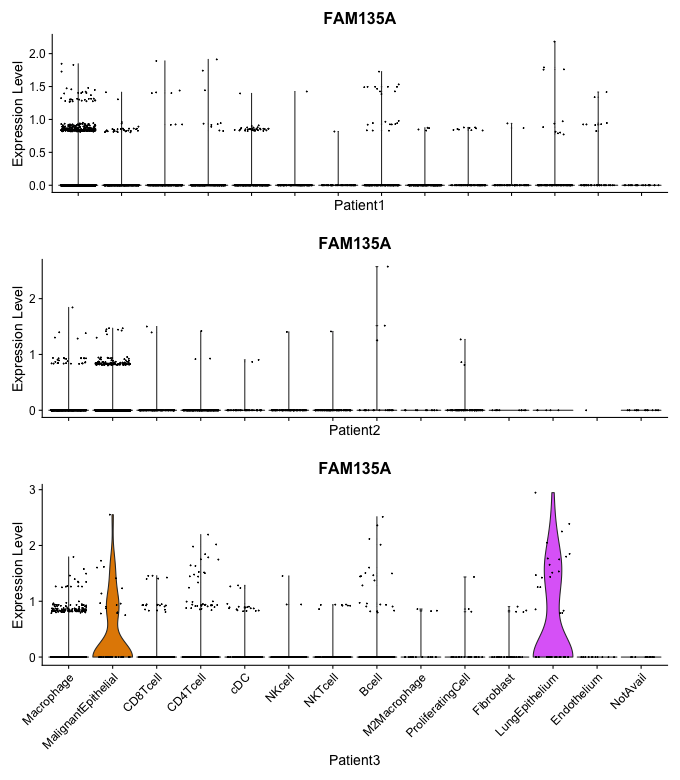 FAM135A
Expression Level
2.0
1.5
1.0
0.5
0.0
Patient1
FAM135A
Expression Level
2
1
0
Patient2
FAM135A
Expression Level
3
2
1
0
Macrophage
MalignantEpithelial
CD8Tcell
CD4Tcell
cDC
NKcell
NKTcell
Bcell
M2Macrophage
ProliferatingCell
Fibroblast
LungEpithelium
Endothelium
NotAvail
Patient3